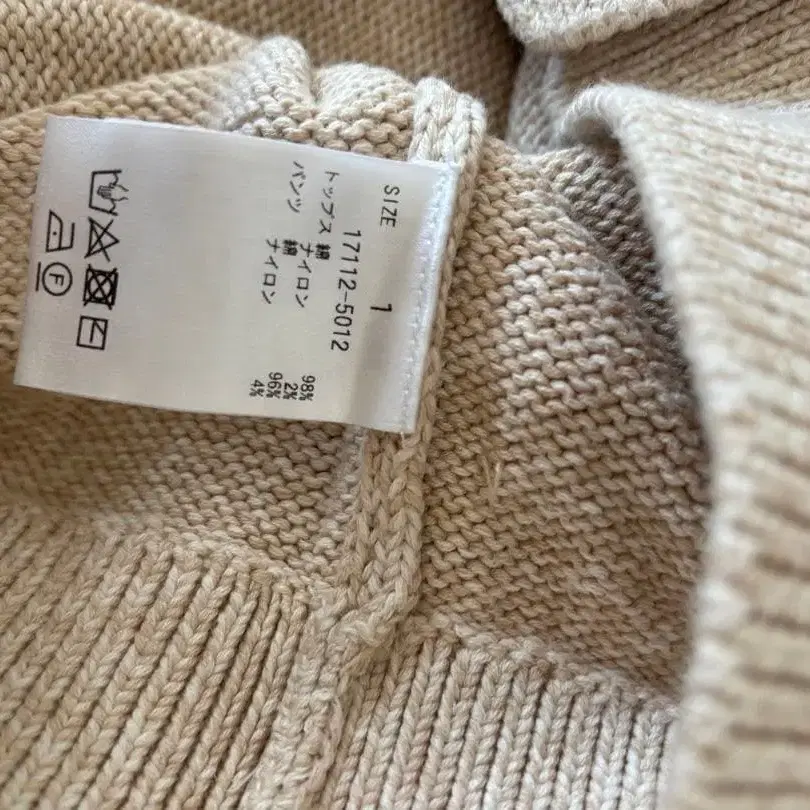 SIZE 1
17112-5012
トップス 綿 98%
ナイロン 2%
パンツ 綿 96%
ナイロン 4%
F